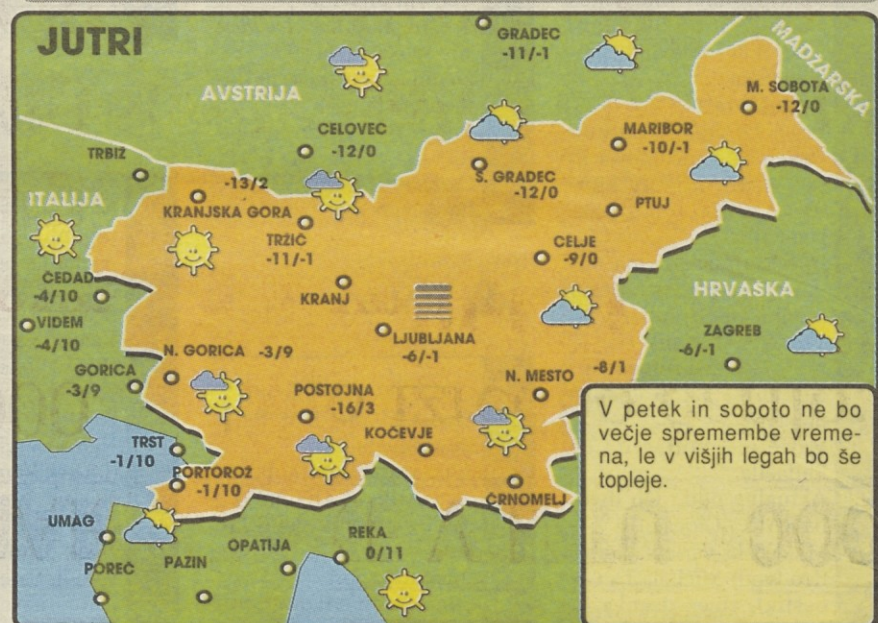 JUTRI
GRADEC
-11/-1
MADŽARSKA
AVSTRIJA
M. SOBOTA
-12/0
CELOVEC
-12/0
MARIBOR
-10/-1
TRBIŽ
S. GRADEC
-12/0
-13/2
KRANJSKA GORA
ITALIJA
PTUJ
TRŽIČ
-11/-1
CELJE
-9/0
ČEDAD
-4/10
KRANJ
HRVAŠKA
VIDEM
-4/10
LJUBLJANA
-6/-1
ZAGREB
-6/-1
N. GORICA -3/9
GORICA
-3/9
N. MESTO -8/1
POSTOJNA
-16/3
KOČEVJE
TRST
-1/10
PORTOROŽ
-1/10
ČRNOMELJ
UMAG
OPATIJA
REKA
0/11
POREČ
PAZIN
V petek in soboto ne bo
večje spremembe vreme-
na, le v višjih legah bo še
topleje.